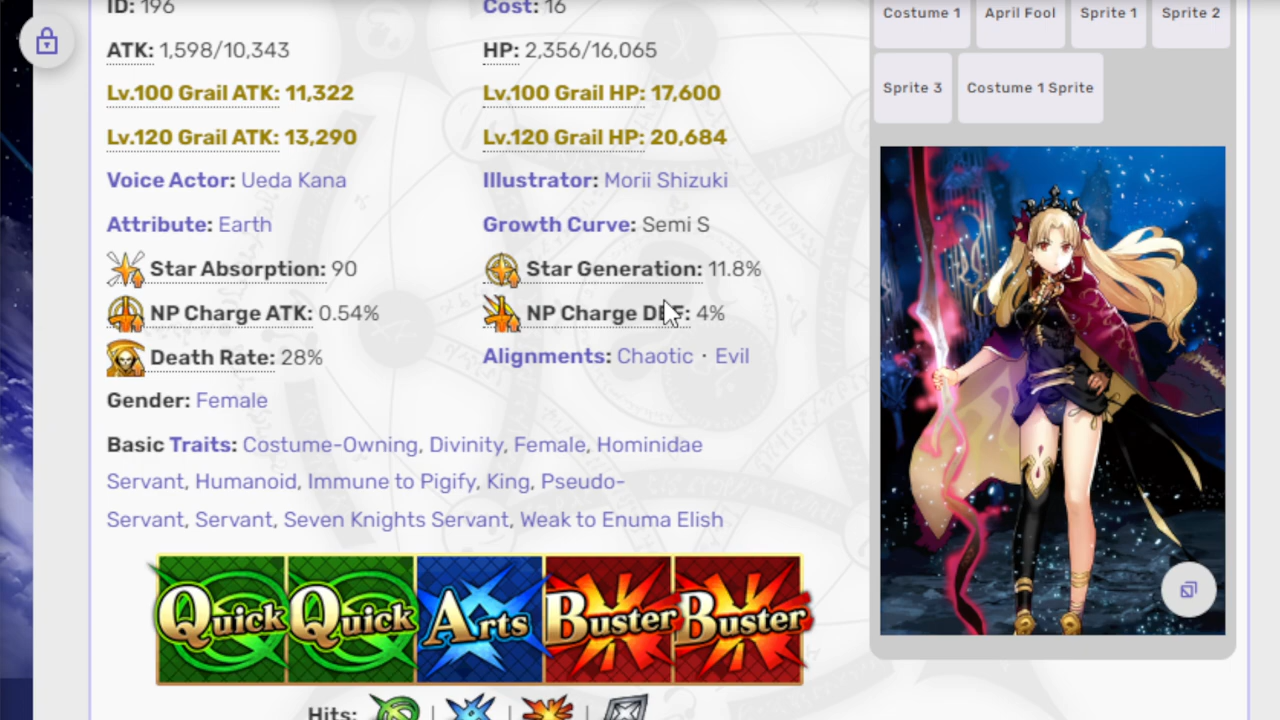 ID: 196 Cost: 16
ATK: 1,598/10,343 HP: 2,356/16,065
Lv.100 Grail ATK: 11,322 Lv.100 Grail HP: 17,600
Lv.120 Grail ATK: 13,290 Lv.120 Grail HP: 20,684
Voice Actor: Ueda Kana Illustrator: Morii Shizuki
Attribute: Earth Growth Curve: Semi S
Star Absorption: 90 Star Generation: 11.8%
NP Charge ATK: 0.54% NP Charge DEF: 4%
Death Rate: 28% Alignments: Chaotic · Evil
Gender: Female
Basic Traits: Costume-Owning, Divinity, Female, Hominidae
Servant, Humanoid, Immune to Pigify, King, Pseudo-
Servant, Servant, Seven Knights Servant, Weak to Enuma Elish
Quick Quick Arts Buster Buster
Hits:
Costume 1 April Fool Sprite 1 Sprite 2
Sprite 3 Costume 1 Sprite